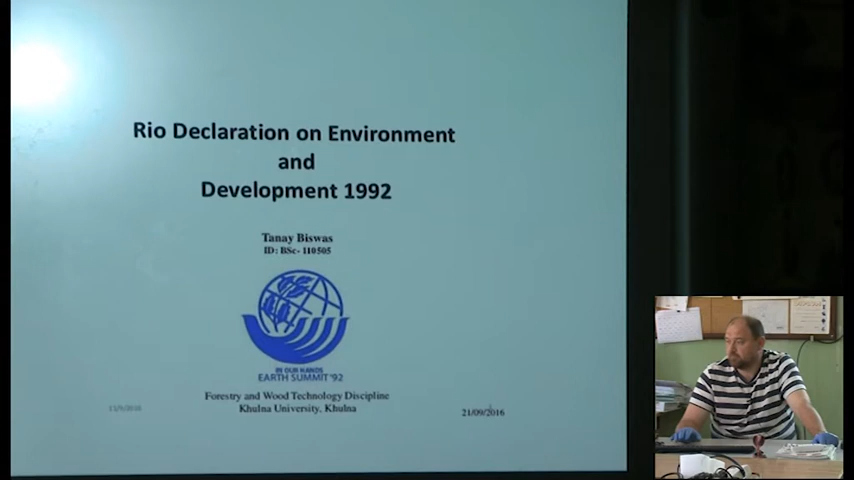 Rio Declaration on Environment
and
Development 1992
Tanay Biswas
ID: BSc- 110505
IN OUR HANDS
EARTH SUMMIT '92
Forestry and Wood Technology Discipline
Khulna University, Khulna
21/09/2016